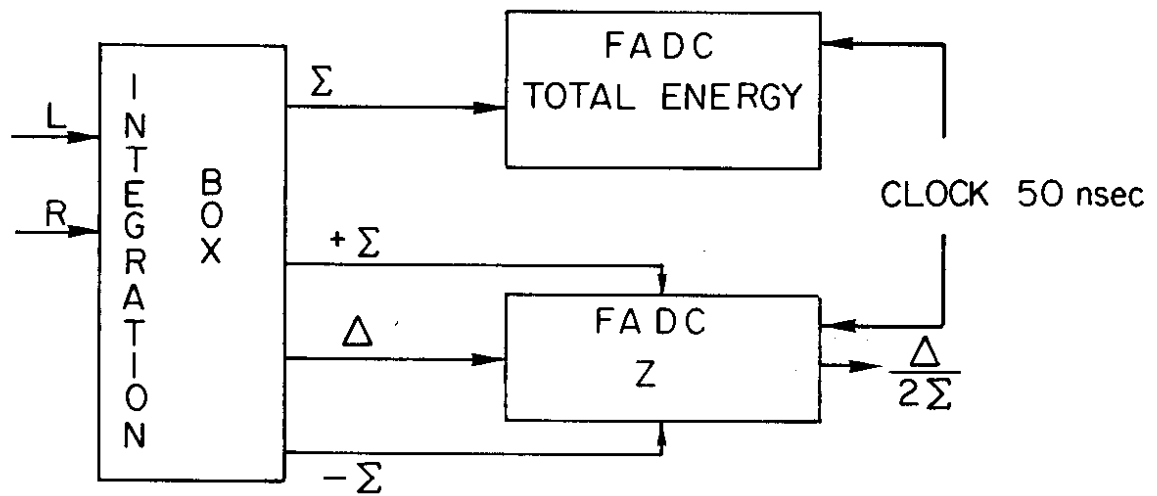 L
R
INTEGRATION
BOX
Σ
+Σ
Δ
−Σ
FADC
TOTAL ENERGY
FADC
Z
CLOCK 50 nsec
Δ
2Σ